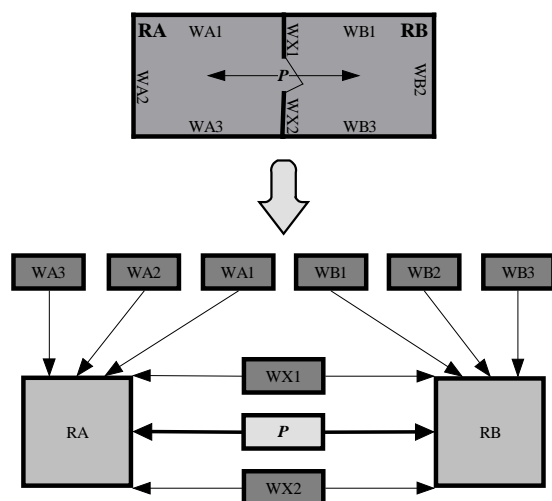 RA WA1 WB1 RB
WX1
WA2 P WB2
WX2
WA3 WB3
WA3 WA2 WA1 WB1 WB2 WB3
WX1
RA P RB
WX2